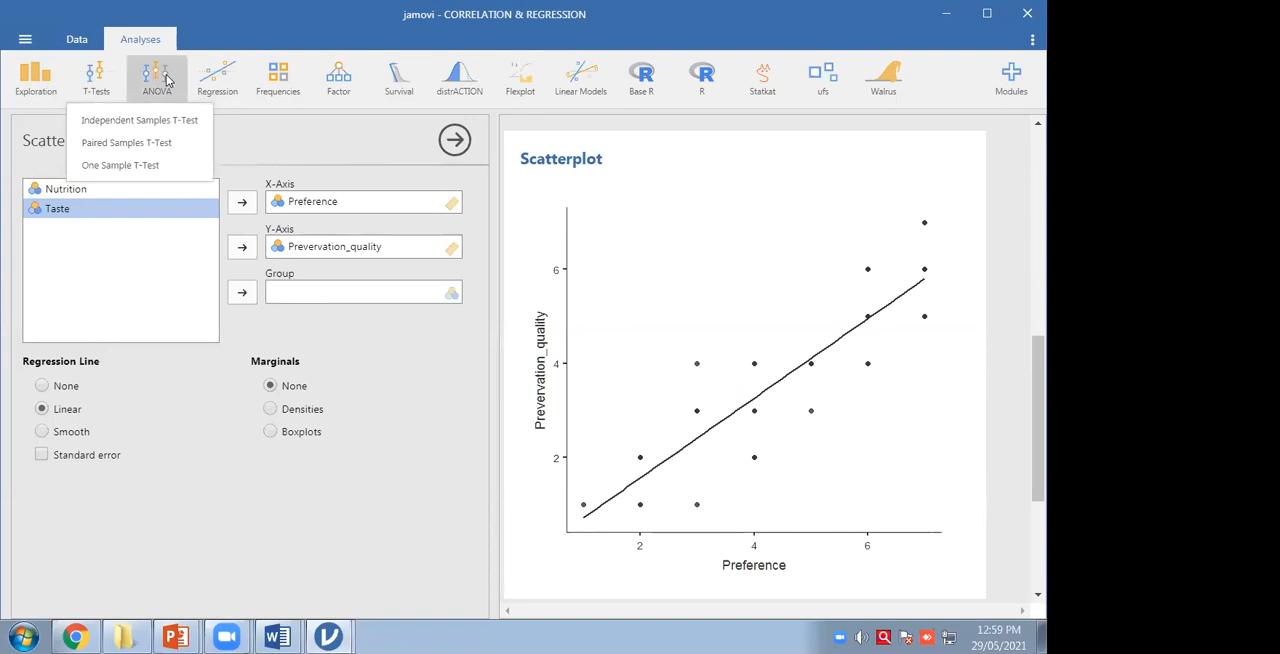 jamovi - CORRELATION & REGRESSION
Data Analyses
Exploration T-Tests ANOVA Regression Frequencies Factor Survival distrACTION Flexplot Linear Models Base R R Statkat ufs Walrus Modules
Independent Samples T-Test
Paired Samples T-Test
One Sample T-Test
Scatte
Nutrition
Taste
X-Axis
Preference
Y-Axis
Prevervation_quality
Group
Regression Line
None
Linear
Smooth
Standard error
Marginals
None
Densities
Boxplots
Scatterplot
6
4
2
Prevervation_quality
2 4 6
Preference
12:59 PM
29/05/2021